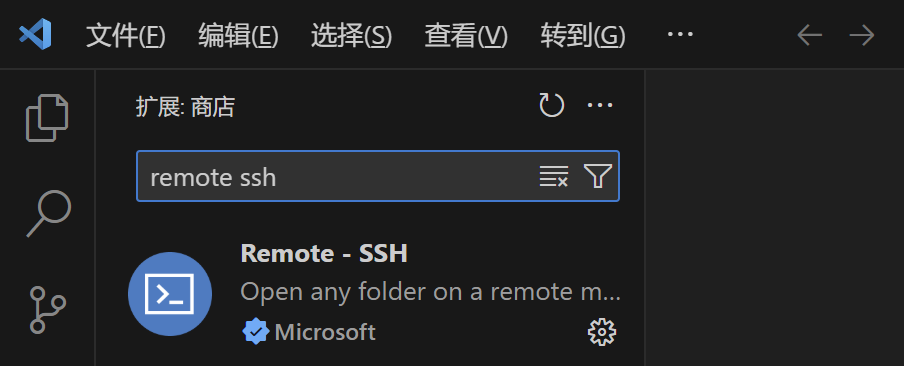 文件(F) 编辑(E) 选择(S) 查看(V) 转到(G) ···
扩展: 商店 ···
remote ssh
Remote - SSH
Open any folder on a remote m...
Microsoft